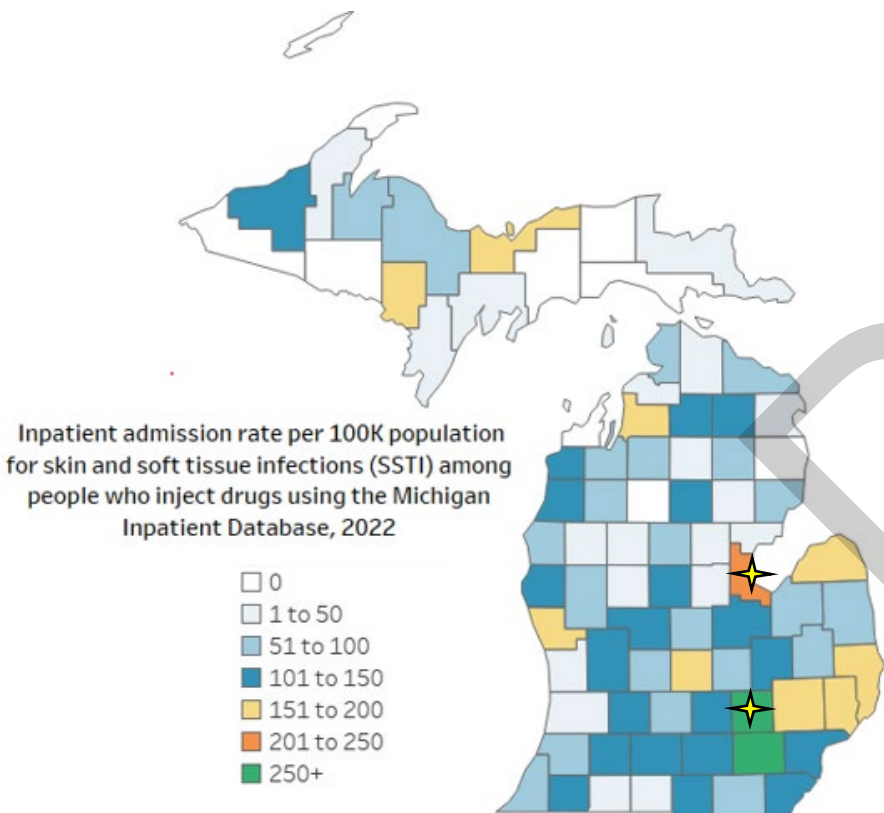 Inpatient admission rate per 100K population
for skin and soft tissue infections (SSTI) among
people who inject drugs using the Michigan
Inpatient Database, 2022
0
1 to 50
51 to 100
101 to 150
151 to 200
201 to 250
250+